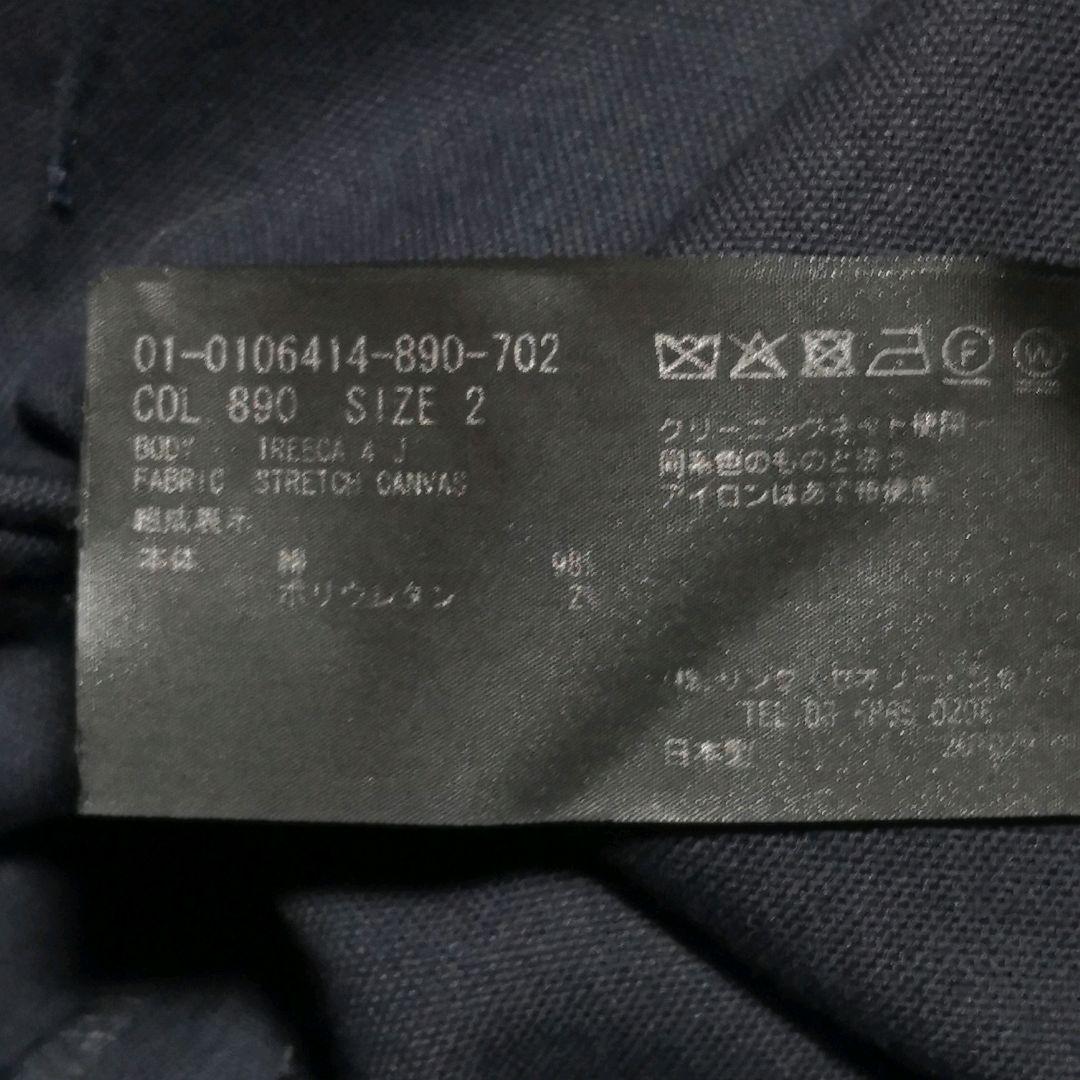 01-0106414-890-702
COL. 890 SIZE 2
BODY TREECA 4 J
FABRIC STRETCH CANVAS
組成表示
本体 綿 98%
ポリウレタン 2%
F
W
クリーニングネット使用
同系色のものと洗う
アイロンはあて布使用
TEL 03
日本製